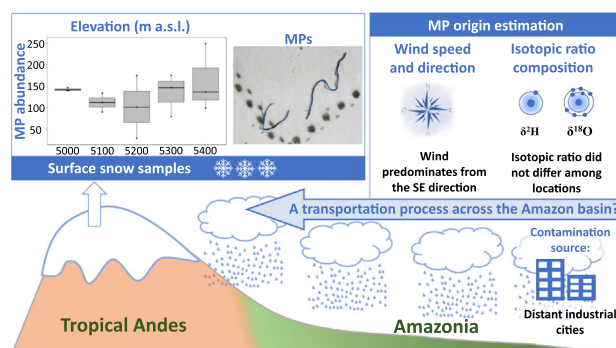 Elevation (m a.s.l.)
MP abundance
250
200
150
100
50
5000 5100 5200 5300 5400
MPs
Surface snow samples
MP origin estimation
Wind speed
and direction
Wind
predominates from
the SE direction
Isotopic ratio
composition
δ²H δ¹⁸O
Isotopic ratio did
not differ among
locations
A transportation process across the Amazon basin?
Contamination
source:
Distant industrial
cities
Tropical Andes
Amazonia